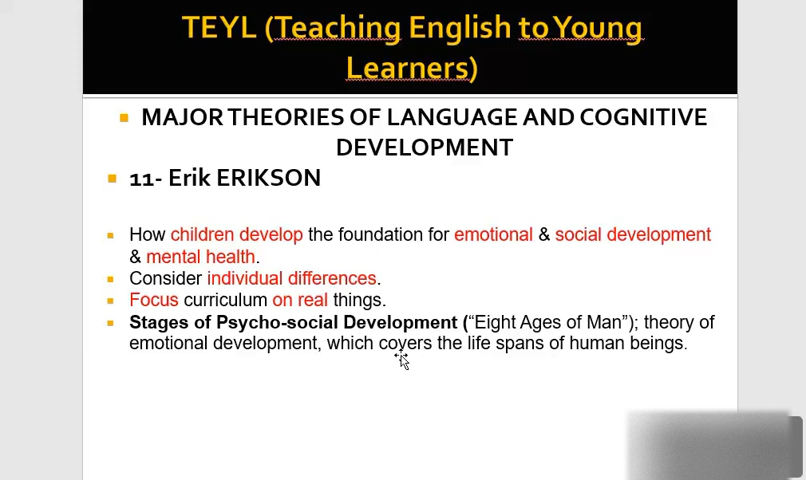 TEYL (Teaching English to Young
Learners)
MAJOR THEORIES OF LANGUAGE AND COGNITIVE
DEVELOPMENT
11- Erik ERIKSON
How children develop the foundation for emotional & social development
& mental health.
Consider individual differences.
Focus curriculum on real things.
Stages of Psycho-social Development (“Eight Ages of Man”); theory of
emotional development, which covers the life spans of human beings.